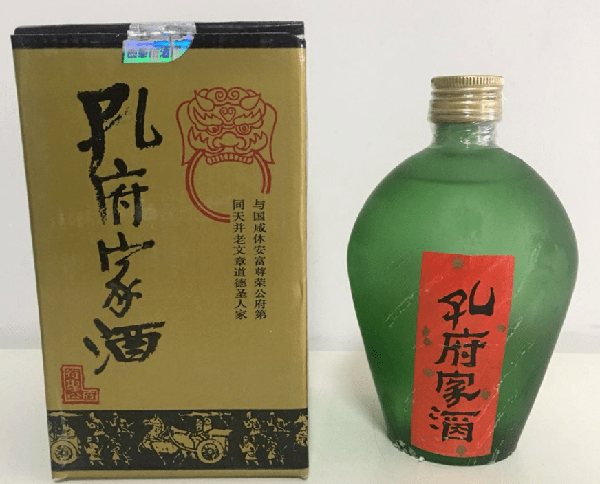 孔府家酒
与国咸休安富尊荣公府第
同天并老文章道德圣人家
孔府家酒